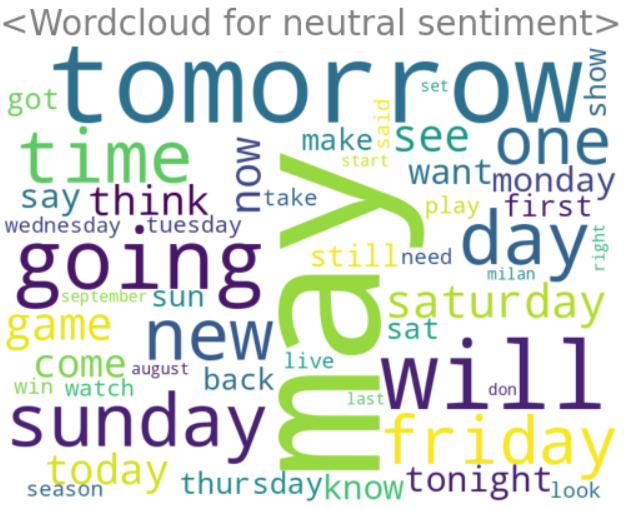 <Wordcloud for neutral sentiment>
tomorrow
got
set
show
said
time
now
make
see
one
start
say
think
take
want
monday
wednesday
tuesday
play
first
going
may
still
need
day
right
milan
september
sun
saturday
game
new
sat
come
august
live
will
win
watch
back
don
last
sunday
friday
today
season
thursday
know
tonight
look